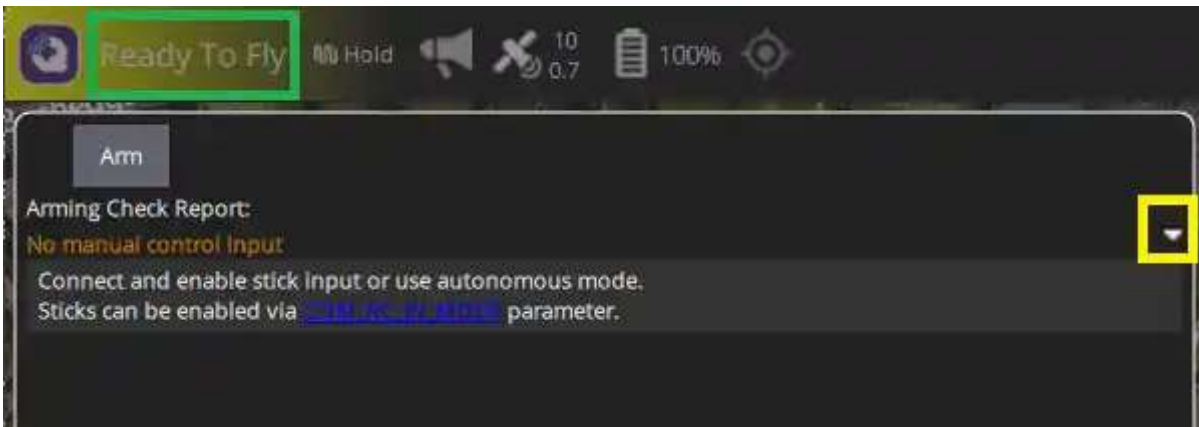 Ready To Fly Hold 10 100%
0.7
Arm
Arming Check Report:
No manual control input
Connect and enable stick input or use autonomous mode.
Sticks can be enabled via COM_RC_IN_MODE parameter.